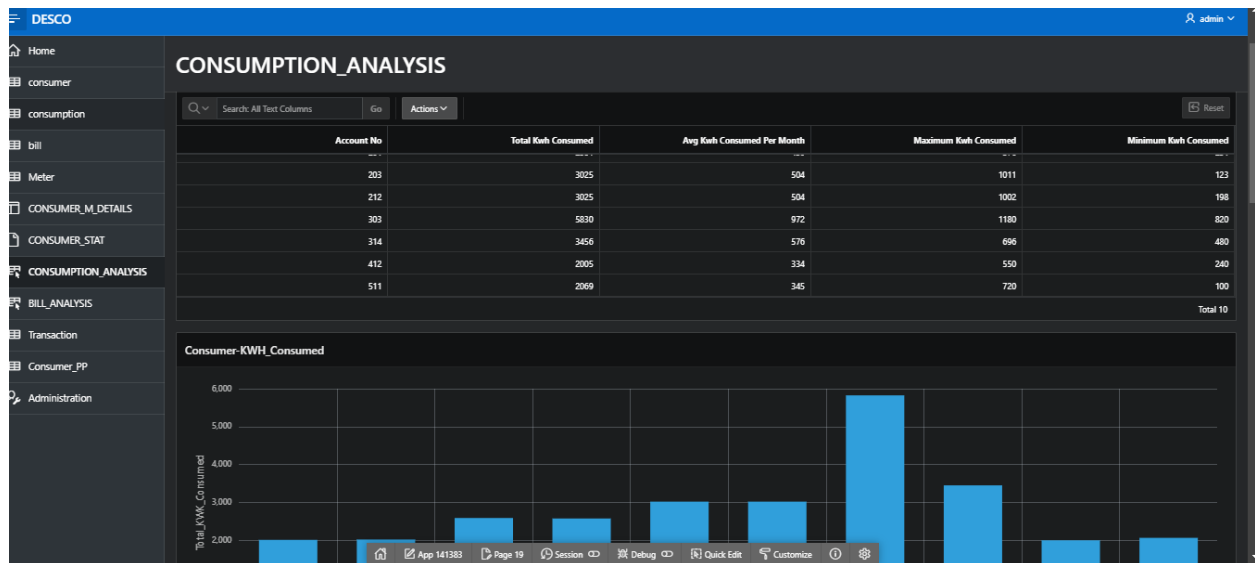 DESCO
admin
Home
consumer
consumption
bill
Meter
CONSUMER_M_DETAILS
CONSUMER_STAT
CONSUMPTION_ANALYSIS
BILL_ANALYSIS
Transaction
Consumer_PP
Administration
CONSUMPTION_ANALYSIS
Search: All Text Columns Go Actions Reset
Account No Total Kwh Consumed Avg Kwh Consumed Per Month Maximum Kwh Consumed Minimum Kwh Consumed
203 3025 504 1011 123
212 3025 504 1002 198
303 5830 972 1180 820
314 3456 576 696 480
412 2005 334 550 240
511 2069 345 720 100
Total 10
Consumer-KWH_Consumed
Total_KWK_Consumed
6,000
5,000
4,000
3,000
2,000
App 141383 Page 19 Session Debug Quick Edit Customize